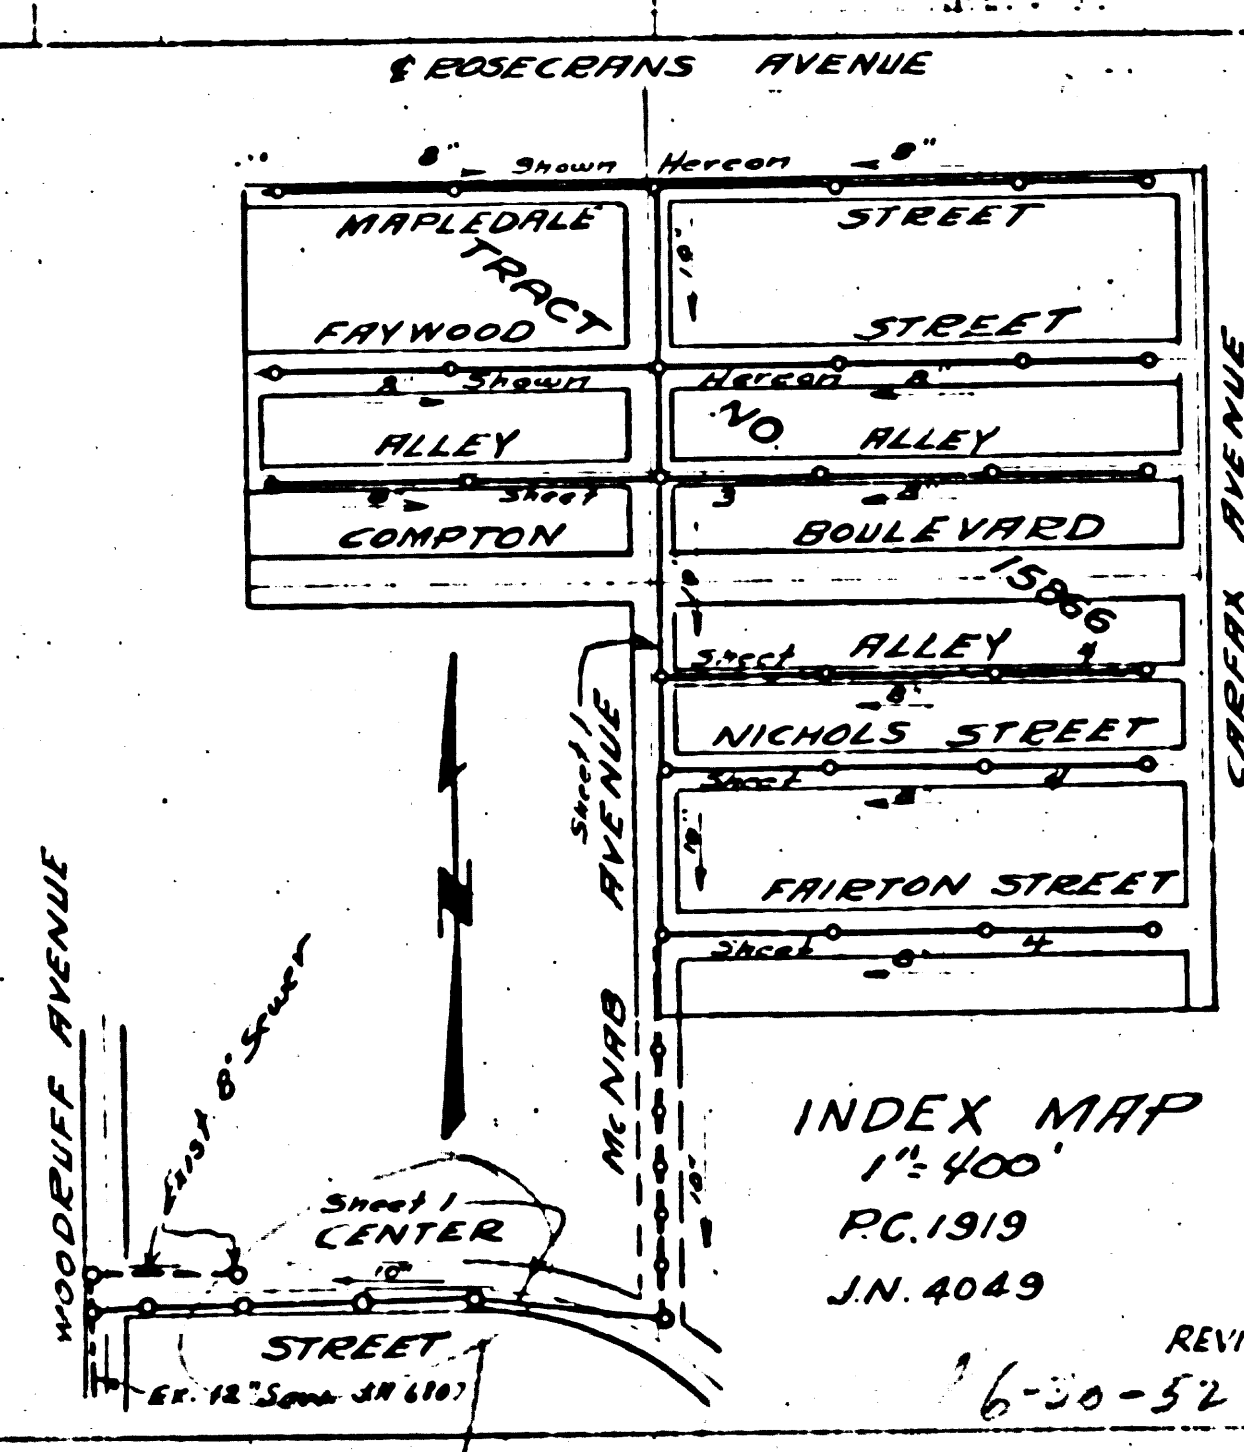 ℄ ROSECRANS AVENUE
8" Shown Hereon 8"
MAPLEDALE STREET
TRACT
10"
FAYWOOD STREET
8" Shown Hereon 8"
NO.
ALLEY ALLEY
8" Sheet 3 8"
COMPTON BOULEVARD
15866
10"
ALLEY
Sheet 4
8"
NICHOLS STREET
Sheet 4
8"
10"
FAIRTON STREET
Sheet 4
8"
CARFAX AVENUE
Sheet 1
McNAB AVENUE
10"
WOODRUFF AVENUE
Exist 8" Sewer
Sheet 1
CENTER
10"
STREET
Ex. 12" Sewer
INDEX MAP
1"=400'
P.C. 1919
J.N. 4049
REVI
6-30-52